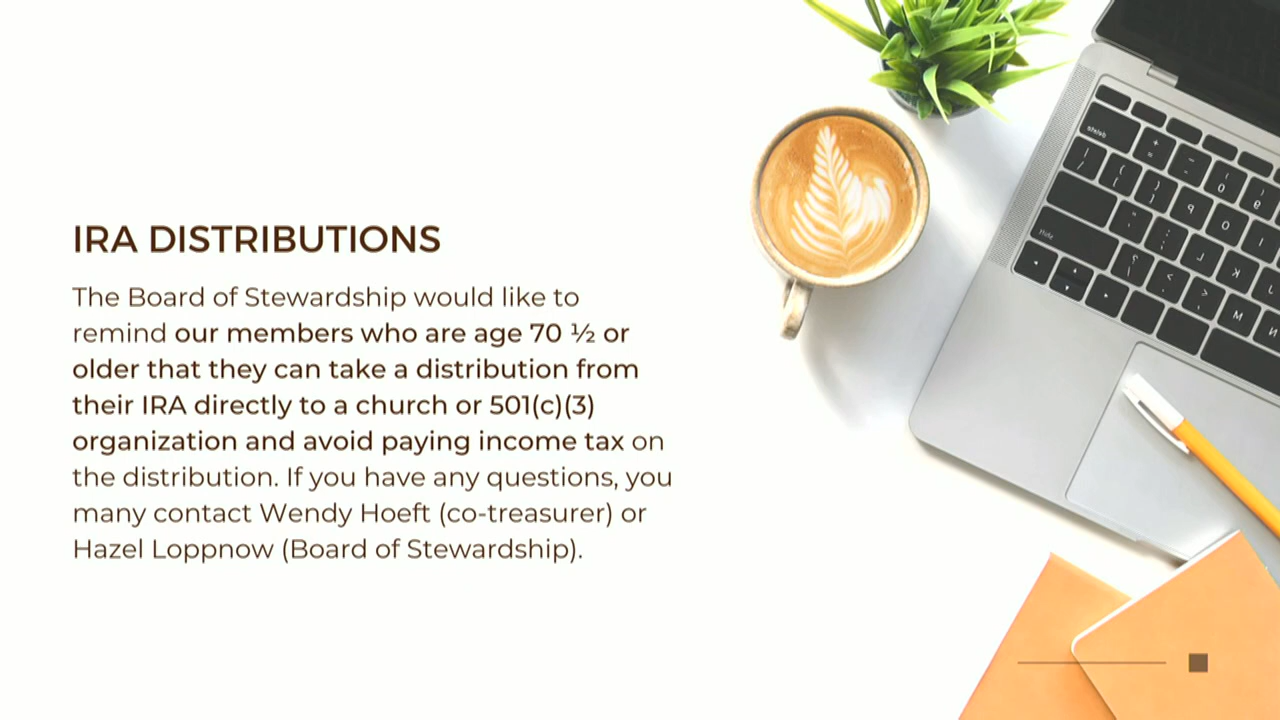 IRA DISTRIBUTIONS
The Board of Stewardship would like to
remind our members who are age 70 ½ or
older that they can take a distribution from
their IRA directly to a church or 501(c)(3)
organization and avoid paying income tax on
the distribution. If you have any questions, you
many contact Wendy Hoeft (co-treasurer) or
Hazel Loppnow (Board of Stewardship).